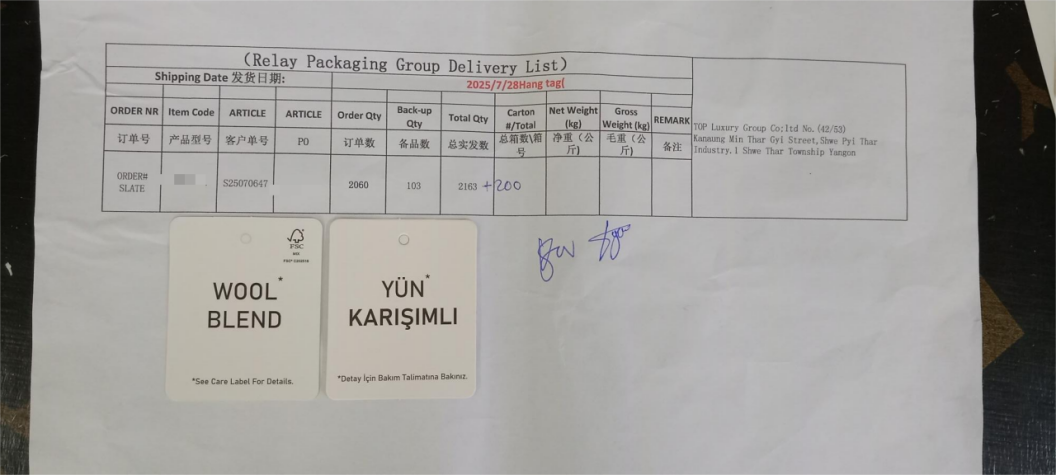 (Relay Packaging Group Delivery List)
Shipping Date 发货日期:
2025/7/28Hang tag(
ORDER NR Item Code ARTICLE ARTICLE Order Qty Back-up Qty Total Qty Carton #/Total Net Weight (kg) Gross Weight (kg) REMARK
订单号 产品型号 客户单号 PO 订单数 备品数 总实发数 总箱数\箱号 净重（公斤） 毛重（公斤） 备注
TOP Luxury Group Co;ltd No.(42/53)
Kanaung Min Thar Gyi Street,Shwe Pyi Thar
Industry.1 Shwe Thar Township Yangon
ORDER# SLATE S25070647 2060 103 2163 +200
FSC
WOOL*
BLEND
*See Care Label For Details.
YÜN*
KARIŞIMLI
*Detay İçin Bakım Talimatına Bakınız.